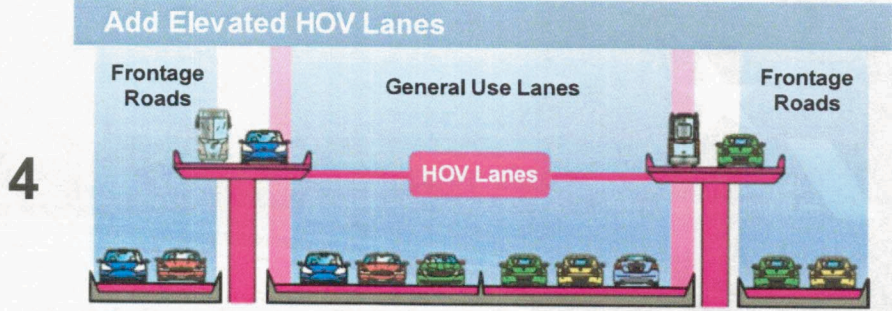 Add Elevated HOV Lanes
Frontage
Roads
General Use Lanes
Frontage
Roads
HOV Lanes
4